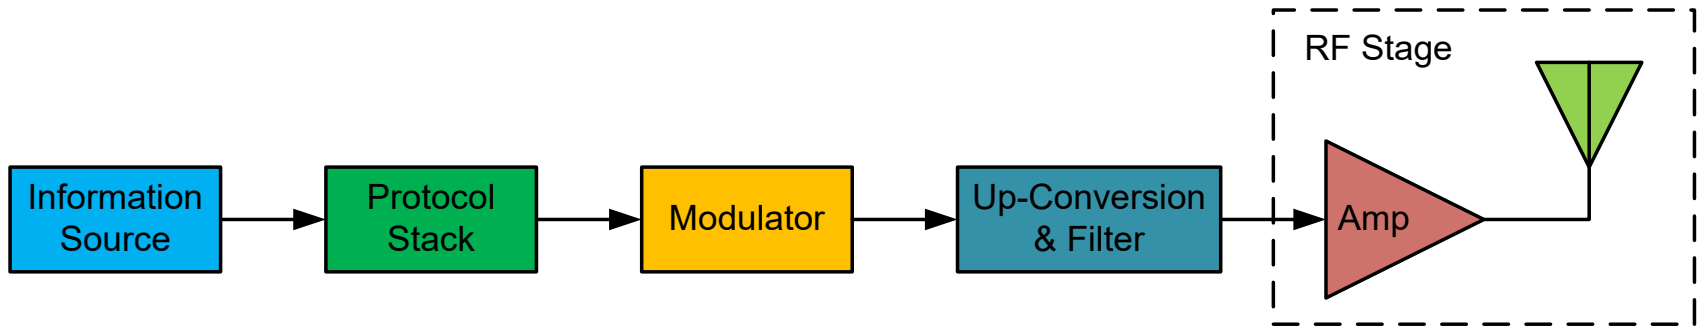 RF Stage
Information
Source
Protocol
Stack
Modulator
Up-Conversion
& Filter
Amp